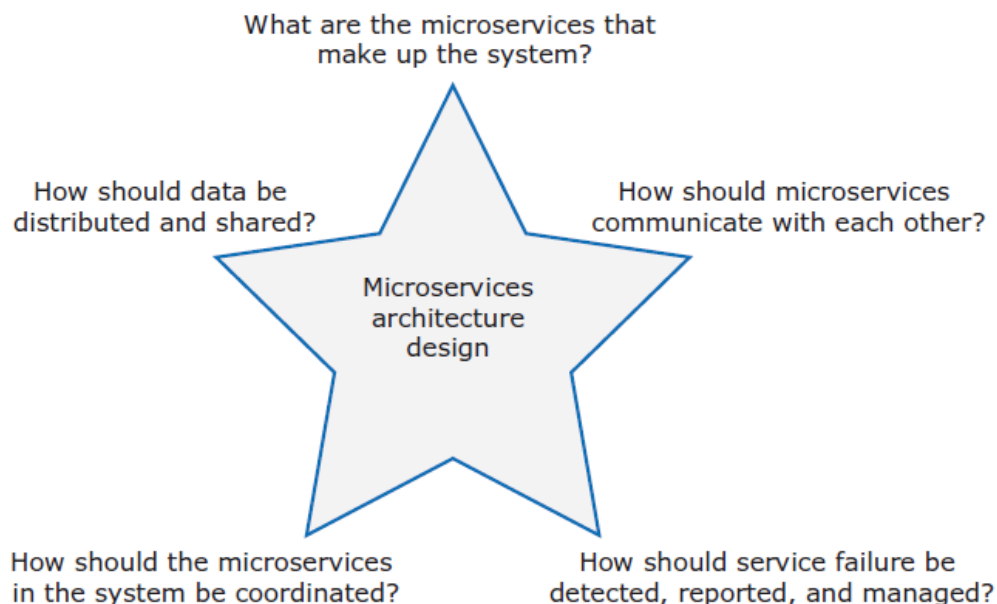 What are the microservices that
make up the system?
How should data be
distributed and shared?
How should microservices
communicate with each other?
Microservices
architecture
design
How should the microservices
in the system be coordinated?
How should service failure be
detected, reported, and managed?